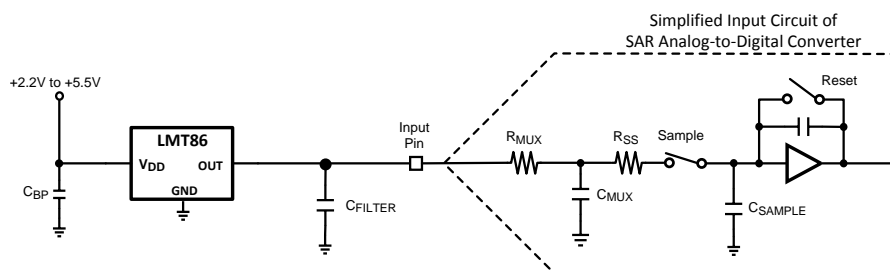 Simplified Input Circuit of
SAR Analog-to-Digital Converter
+2.2V to +5.5V
Reset
LMT86
Input
Pin
RMUX
RSS
Sample
VDD
OUT
GND
CBP
CFILTER
CMUX
CSAMPLE